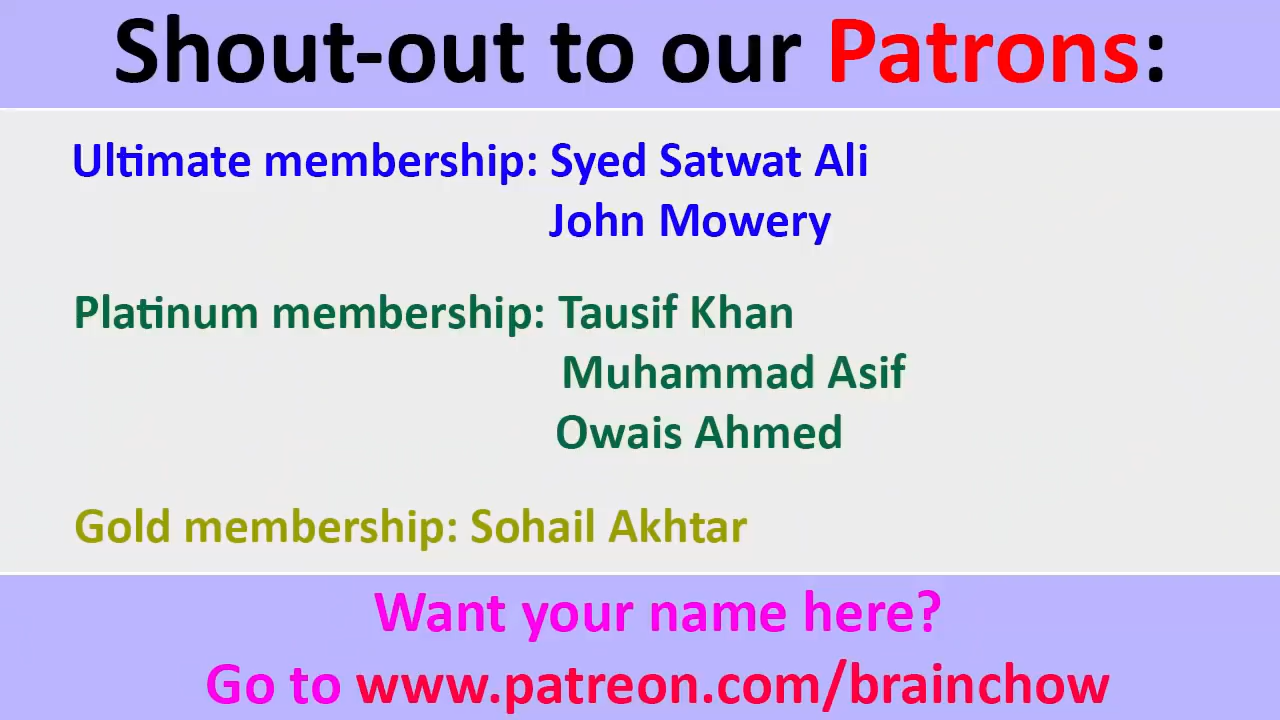 Shout-out to our Patrons:
Ultimate membership: Syed Satwat Ali
John Mowery
Platinum membership: Tausif Khan
Muhammad Asif
Owais Ahmed
Gold membership: Sohail Akhtar
Want your name here?
Go to www.patreon.com/brainchow